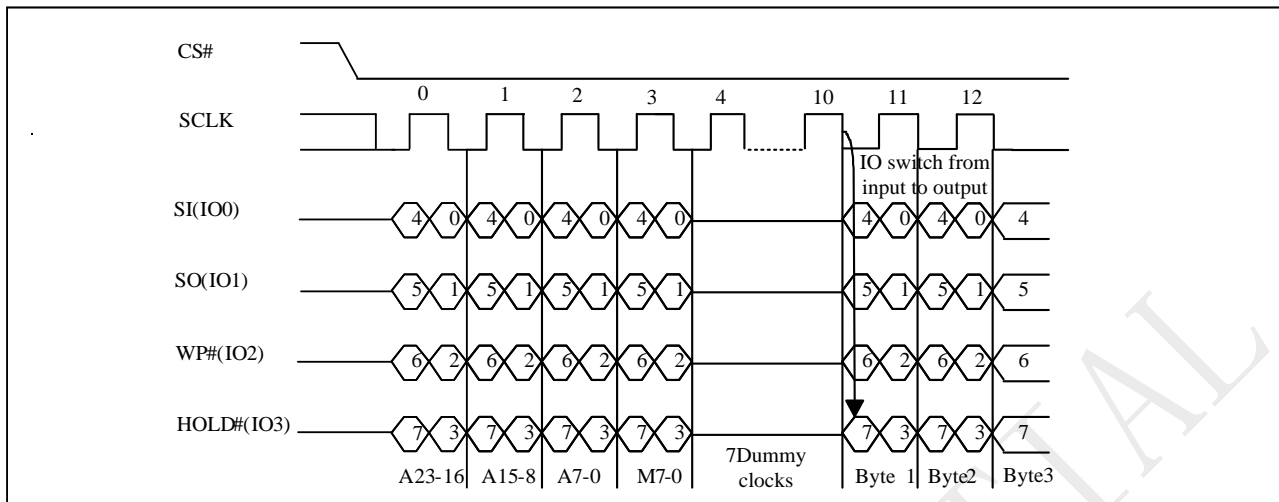 CS#
0 1 2 3 4 10 11 12
SCLK
IO switch from
input to output
SI(IO0) 4 0 4 0 4 0 4 0 4 0 4 0 4
SO(IO1) 5 1 5 1 5 1 5 1 5 1 5 1 5
WP#(IO2) 6 2 6 2 6 2 6 2 6 2 6 2 6
HOLD#(IO3) 7 3 7 3 7 3 7 3 7 3 7 3 7
A23-16 A15-8 A7-0 M7-0 7Dummy Byte 1 Byte2 Byte3
clocks
TIAL